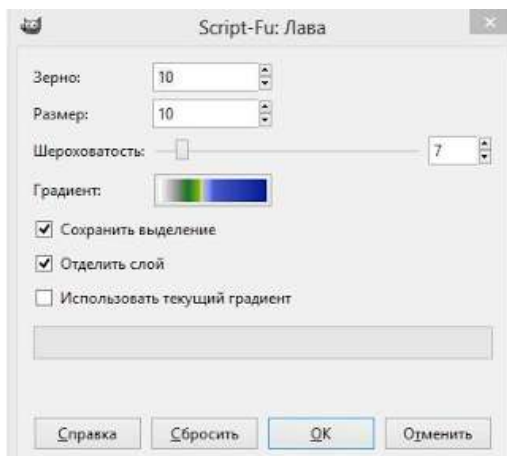 Script-Fu: Лава
Зерно: 10
Размер: 10
Шероховатость: 7
Градиент:
Сохранить выделение
Отделить слой
Использовать текущий градиент
Справка Сбросить OK Отменить